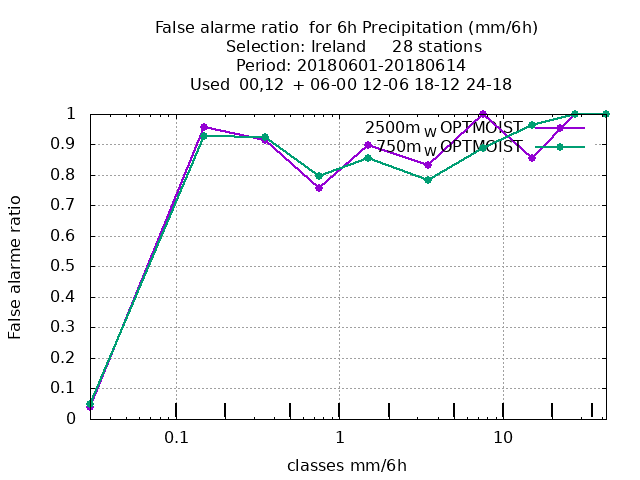 False alarme ratio  for 6h Precipitation (mm/6h)
Selection: Ireland     28 stations
Period: 20180601-20180614
Used  00,12  + 06-00 12-06 18-12 24-18
2500m W OPTMOIST
750m W OPTMOIST
1
0.9
0.8
0.7
0.6
0.5
0.4
0.3
0.2
0.1
0
False alarme ratio
0.1 1 10
classes mm/6h